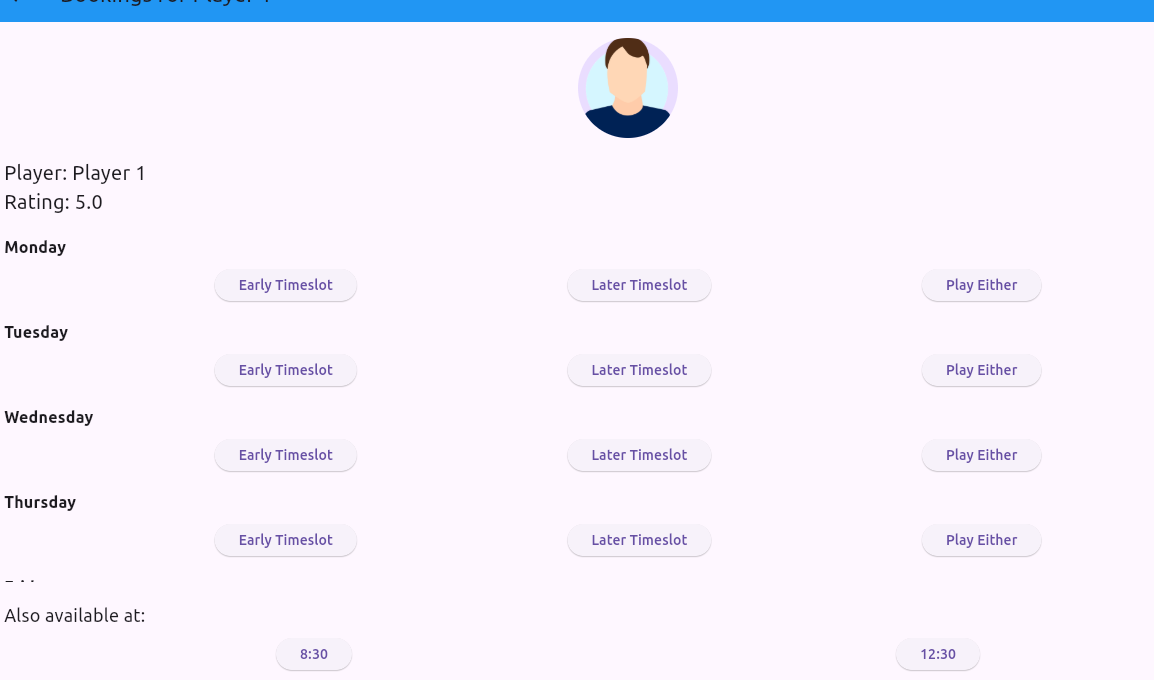 Bookings for Player 1
Player: Player 1
Rating: 5.0
Monday
Early Timeslot Later Timeslot Play Either
Tuesday
Early Timeslot Later Timeslot Play Either
Wednesday
Early Timeslot Later Timeslot Play Either
Thursday
Early Timeslot Later Timeslot Play Either
Also available at:
8:30 12:30